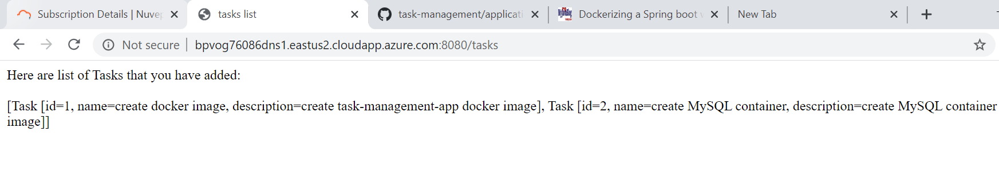 Subscription Details | Nuvep
tasks list
task-management/applicati
Dockerizing a Spring boot w
New Tab
Not secure
bpvog76086dns1.eastus2.cloudapp.azure.com:8080/tasks
Here are list of Tasks that you have added:
[Task [id=1, name=create docker image, description=create task-management-app docker image], Task [id=2, name=create MySQL container, description=create MySQL container
image]]